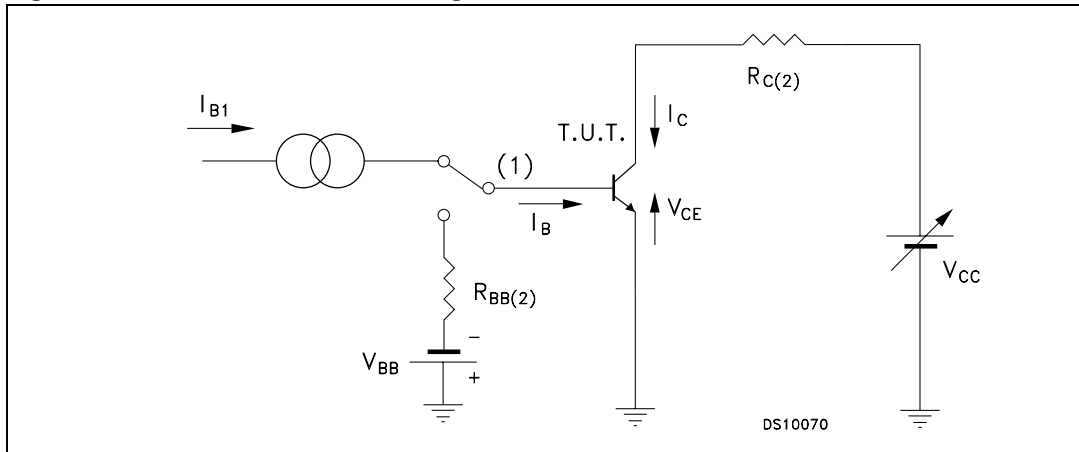 R_C(2)
I_B1
I_C
T.U.T.
(1)
V_CE
I_B
V_CC
R_BB(2)
−
V_BB
+
DS10070